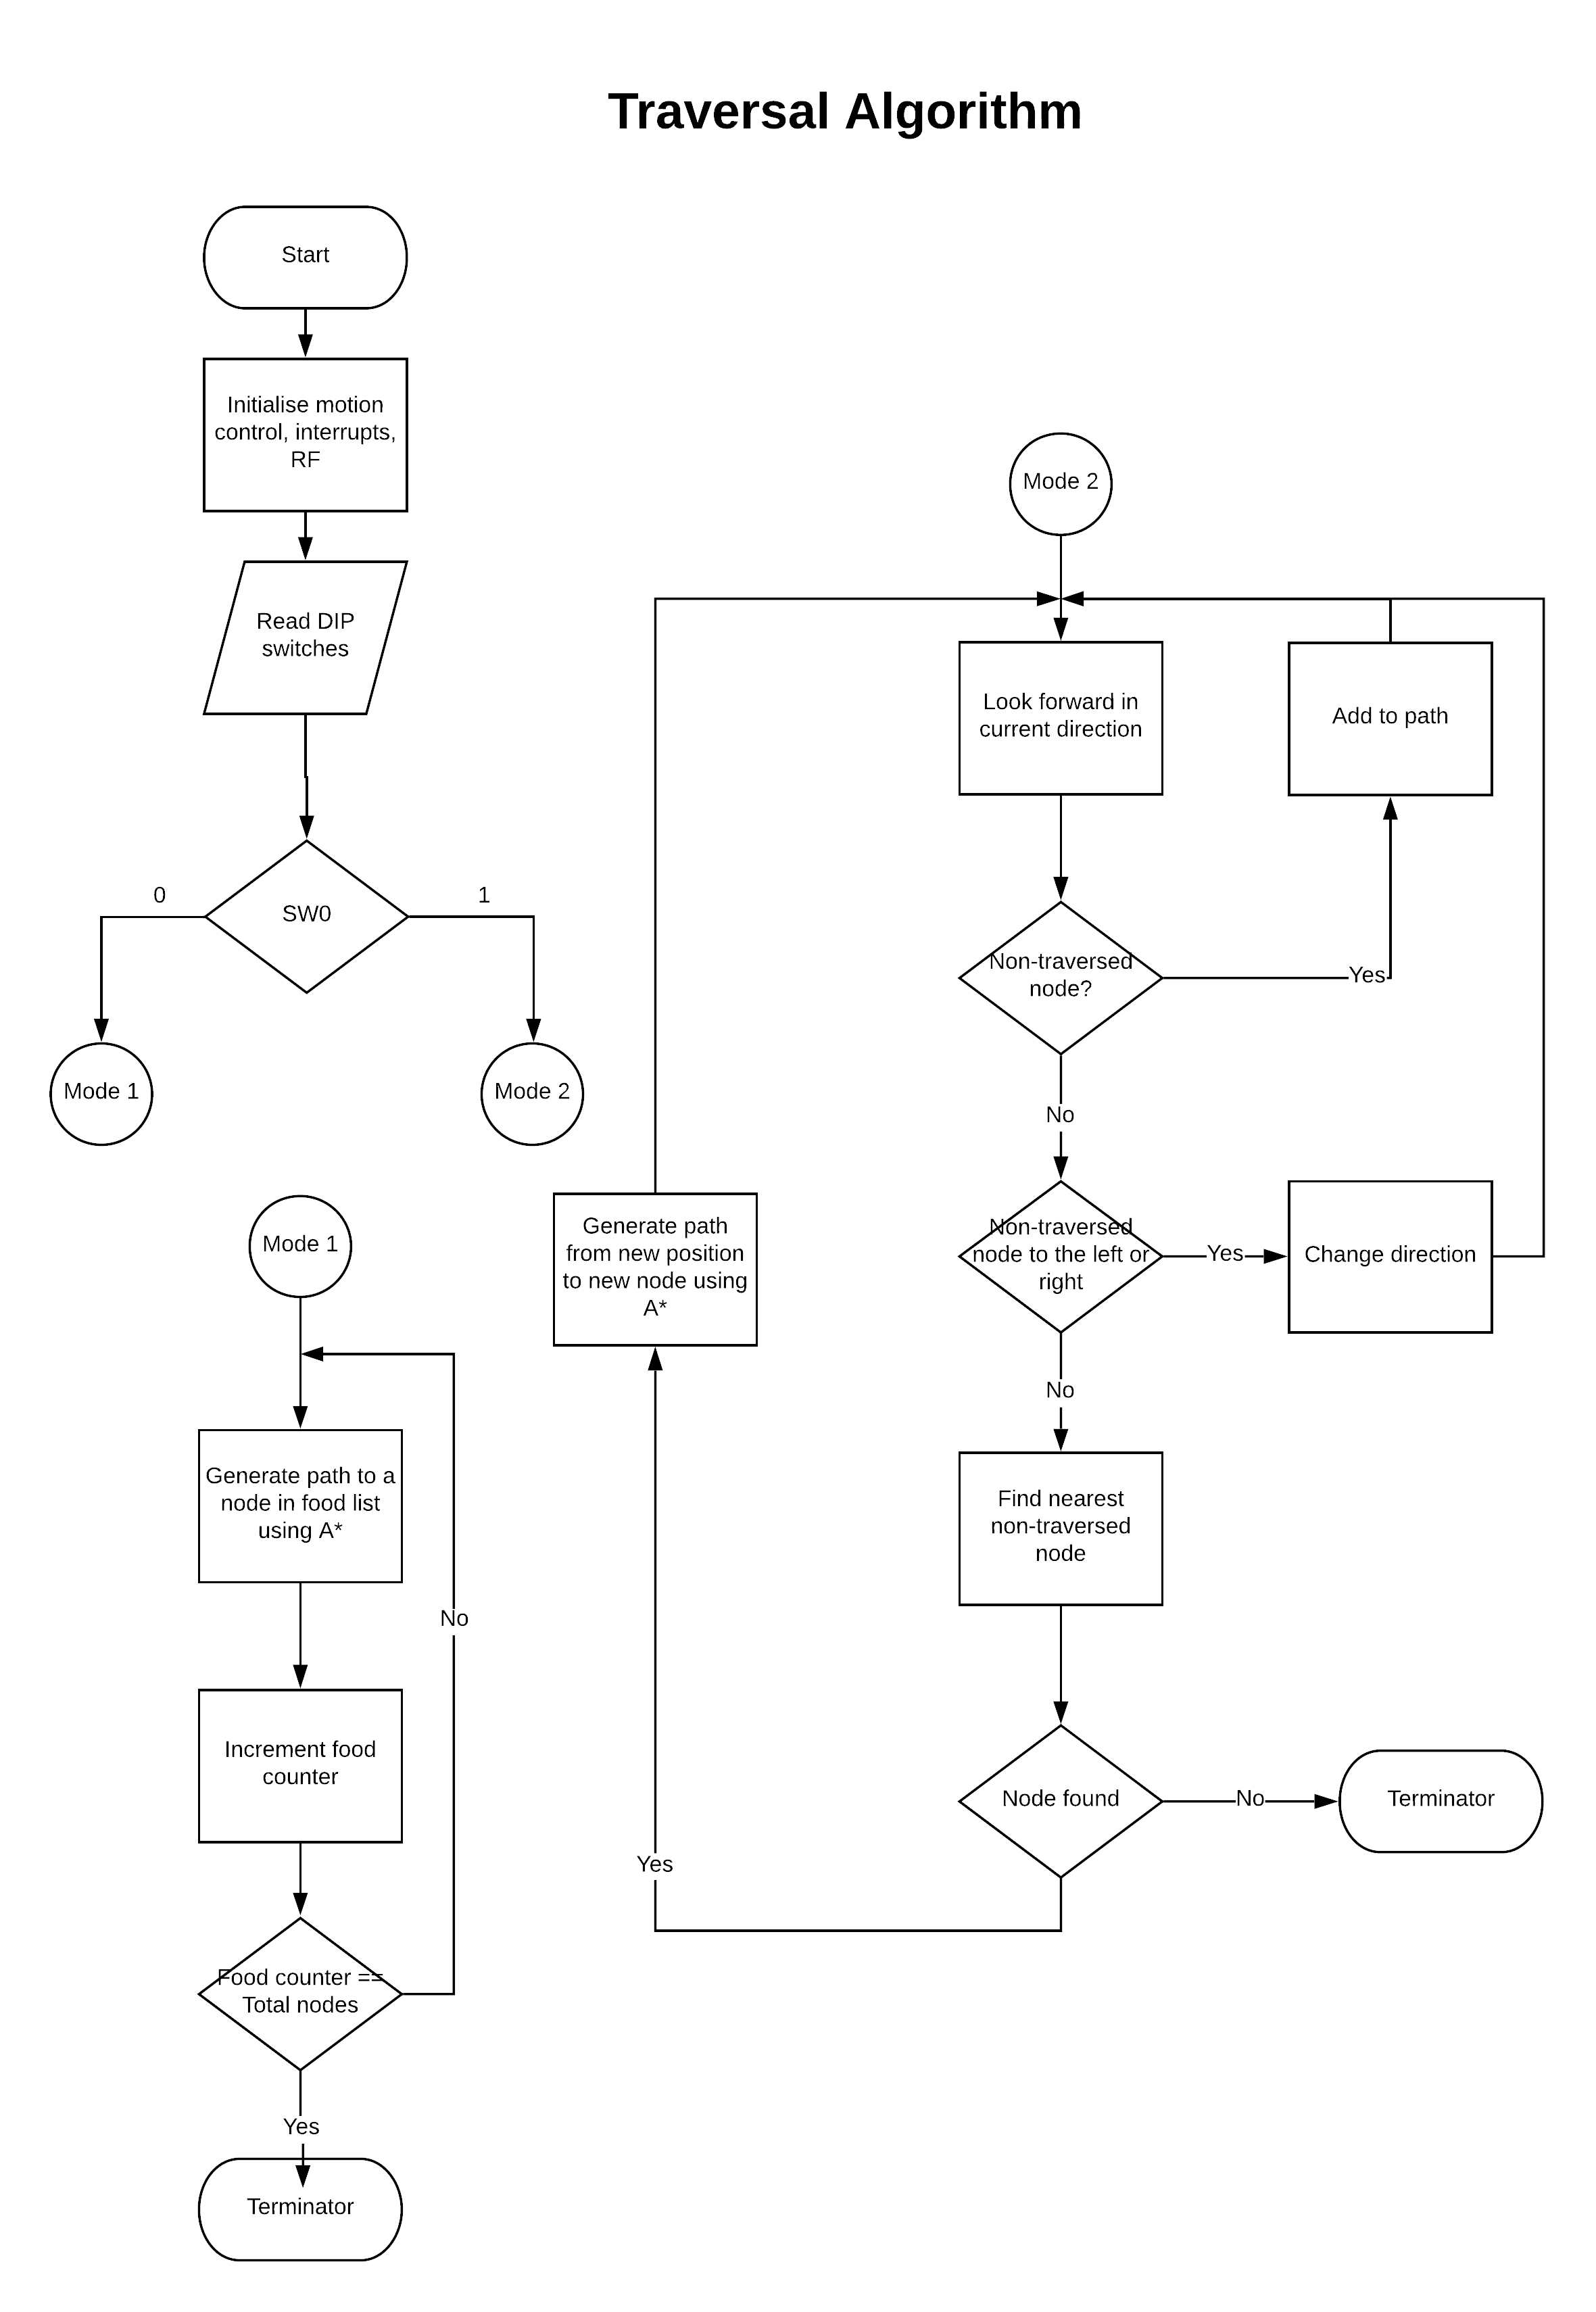 Traversal Algorithm
Start
Initialise motion
control, interrupts,
RF
Read DIP
switches
SW0
0
1
Mode 1
Mode 2
Mode 1
Generate path to a
node in food list
using A*
Increment food
counter
Food counter ==
Total nodes
No
Yes
Terminator
Mode 2
Look forward in
current direction
Add to path
Non-traversed
node?
Yes
No
Non-traversed
node to the left or
right
Yes
Change direction
No
Find nearest
non-traversed
node
Node found
No
Terminator
Yes
Generate path
from new position
to new node using
A*